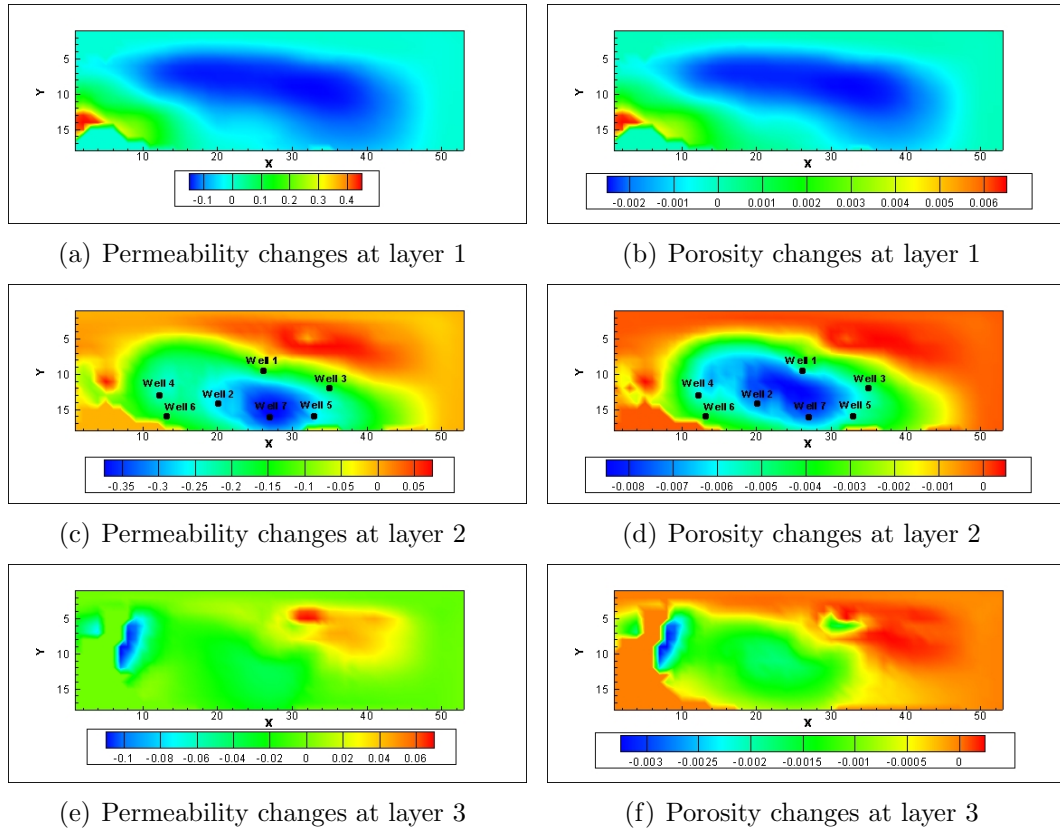 Y
5
10
15
10
20
30
40
50
X
-0.1 0 0.1 0.2 0.3 0.4
(a) Permeability changes at layer 1
Y
5
10
15
10
20
30
40
50
X
-0.002 -0.001 0 0.001 0.002 0.003 0.004 0.005 0.006
(b) Porosity changes at layer 1
Y
5
10
15
Well 1
Well 4
Well 3
Well 2
Well 6
Well 7
Well 5
10
20
30
40
50
-0.35 -0.3 -0.25 -0.2 -0.15 -0.1 -0.05 0 0.05
(c) Permeability changes at layer 2
Y
5
10
15
Well 1
Well 4
Well 3
Well 2
Well 6
Well 7
Well 5
10
20
30
40
50
-0.008 -0.007 -0.006 -0.005 -0.004 -0.003 -0.002 -0.001 0
(d) Porosity changes at layer 2
Y
5
10
15
10
20
30
40
50
X
-0.1 -0.08 -0.06 -0.04 -0.02 0 0.02 0.04 0.06
(e) Permeability changes at layer 3
Y
5
10
15
10
20
30
40
50
X
-0.003 -0.0025 -0.002 -0.0015 -0.001 -0.0005 0
(f) Porosity changes at layer 3